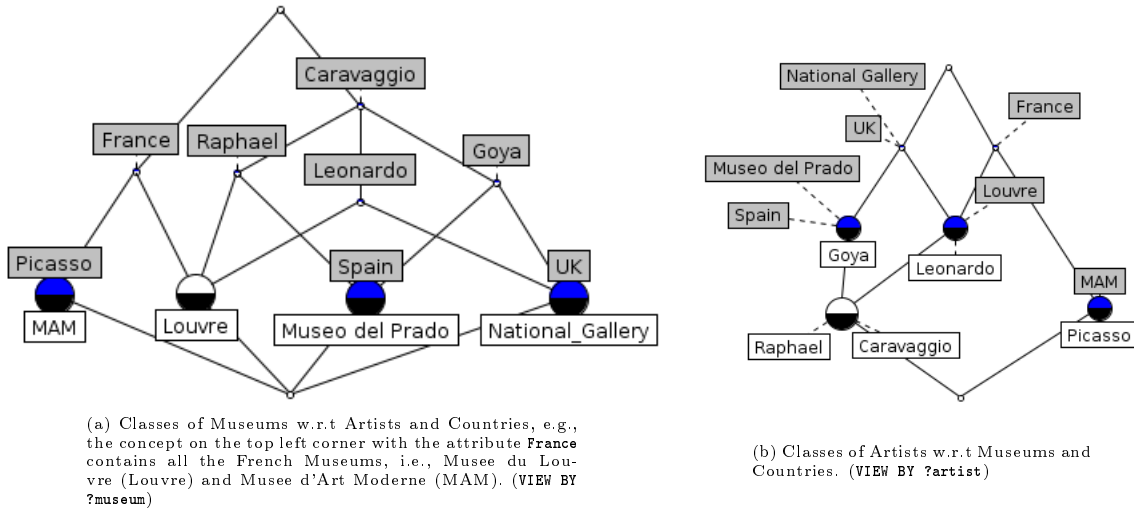 Caravaggio
France
Raphael
Goya
Leonardo
Picasso
Spain
UK
MAM
Louvre
Museo del Prado
National_Gallery
(a) Classes of Museums w.r.t Artists and Countries, e.g.,
the concept on the top left corner with the attribute France
contains all the French Museums, i.e., Musee du Lou-
vre (Louvre) and Musee d'Art Moderne (MAM). (VIEW BY
?museum)
National Gallery
France
UK
Museo del Prado
Louvre
Spain
Goya
Leonardo
MAM
Raphael
Caravaggio
Picasso
(b) Classes of Artists w.r.t Museums and
Countries. (VIEW BY ?artist)